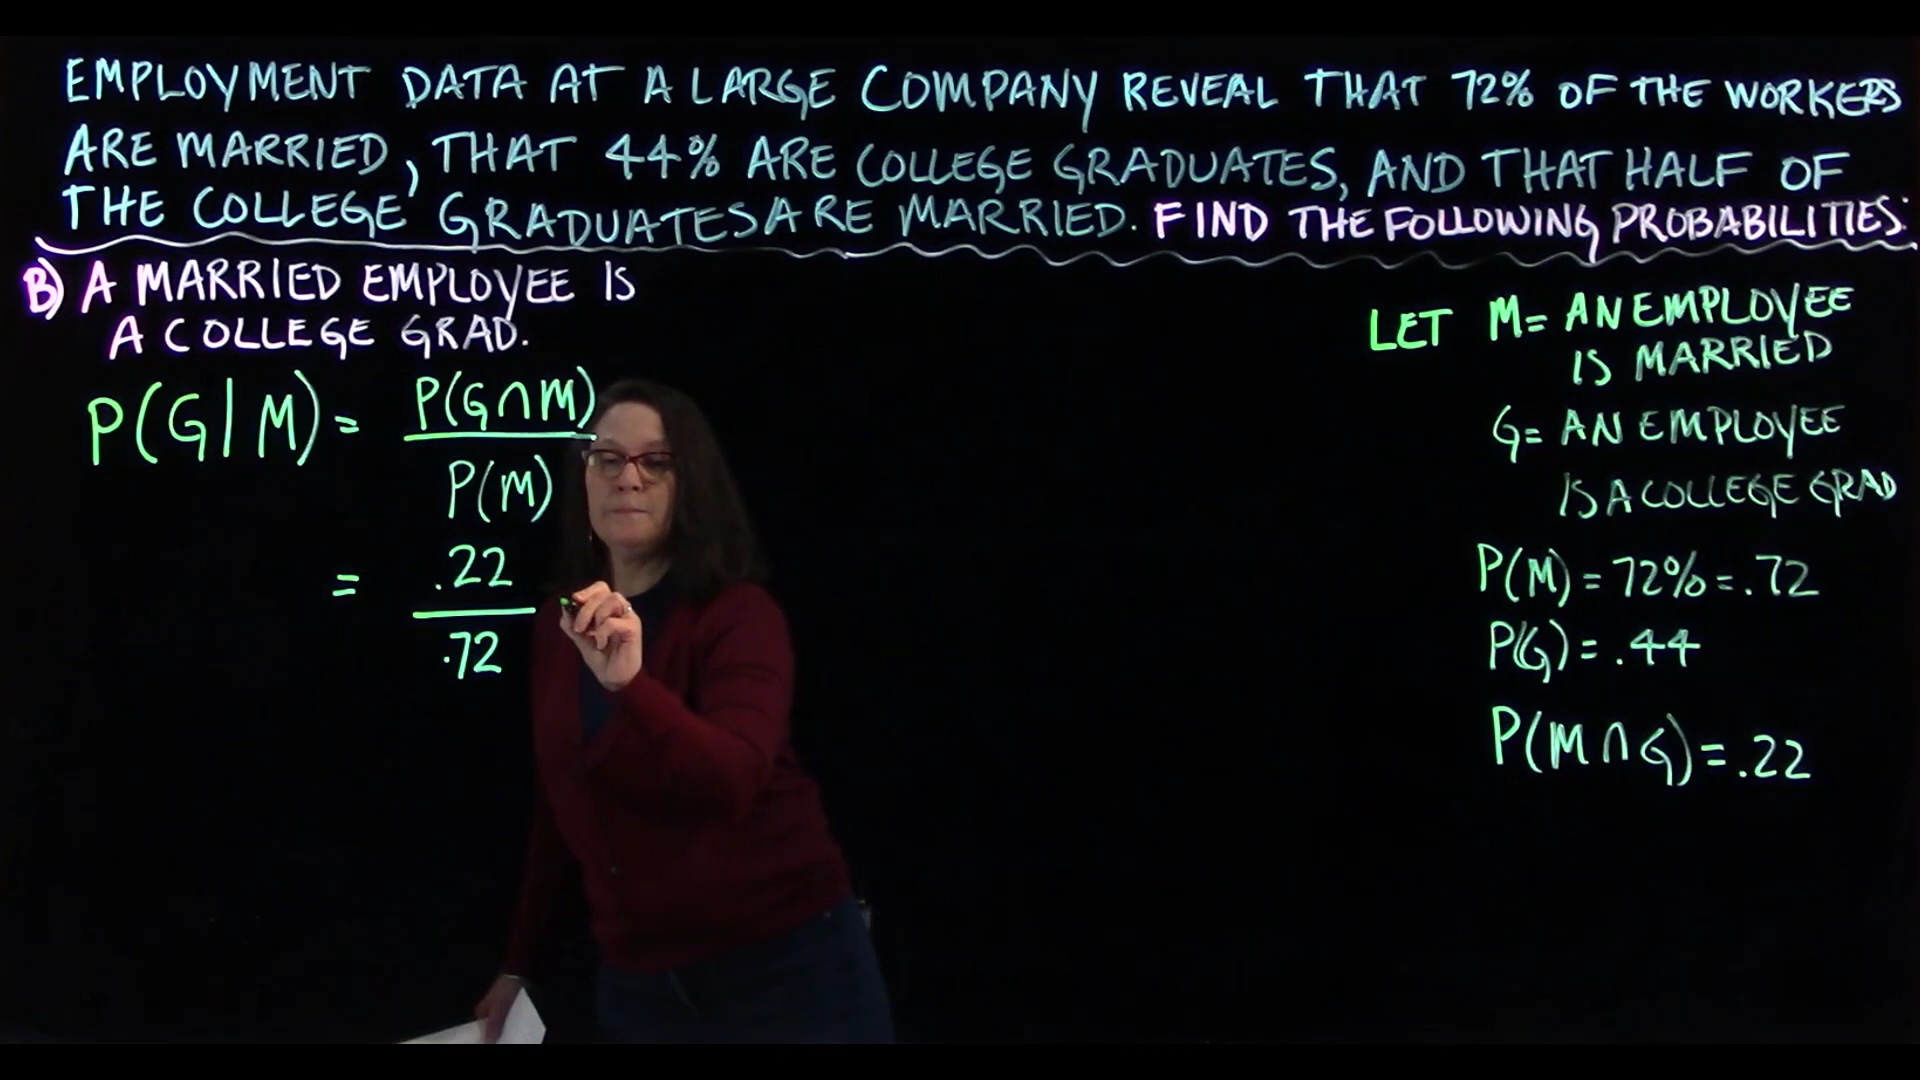 EMPLOYMENT DATA AT A LARGE COMPANY REVEAL THAT 72% OF THE WORKERS
ARE MARRIED, THAT 44% ARE COLLEGE GRADUATES, AND THAT HALF OF
THE COLLEGE GRADUATES ARE MARRIED. FIND THE FOLLOWING PROBABILITIES:
B) A MARRIED EMPLOYEE IS
A COLLEGE GRAD.
P(G|M) = P(G∩M)
P(M)
= .22
.72
LET M = AN EMPLOYEE
IS MARRIED
G = AN EMPLOYEE
IS A COLLEGE GRAD
P(M) = 72% = .72
P(G) = .44
P(M∩G) = .22